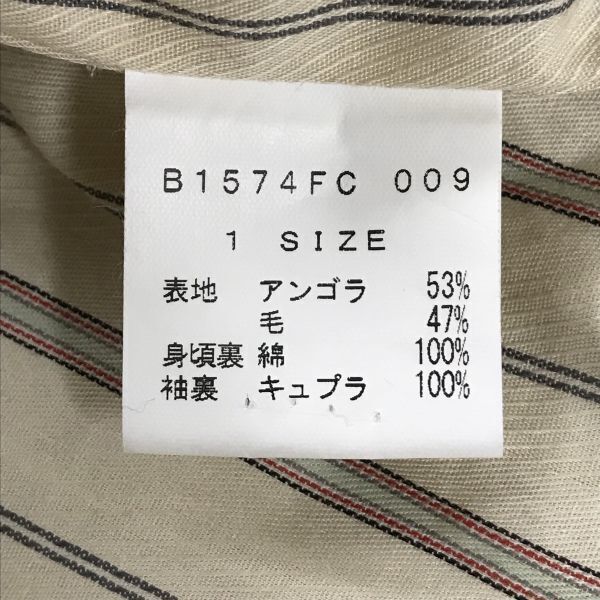 B1574FC 009
1 SIZE
表地 アンゴラ 53%
毛 47%
身頃裏 綿 100%
袖裏 キュプラ 100%